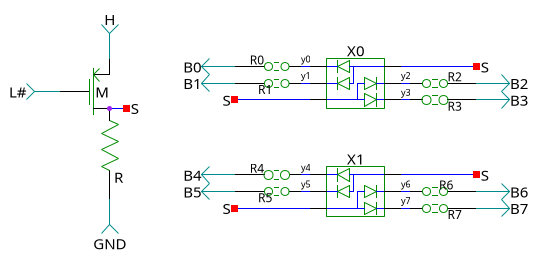 H
L#
M
S
R
GND
X0
B0 R0 y0 S
B1 R1 y1 y2 R2 B2
S y3 R3 B3
X1
B4 R4 y4 S
B5 R5 y5 y6 R6 B6
S y7 R7 B7